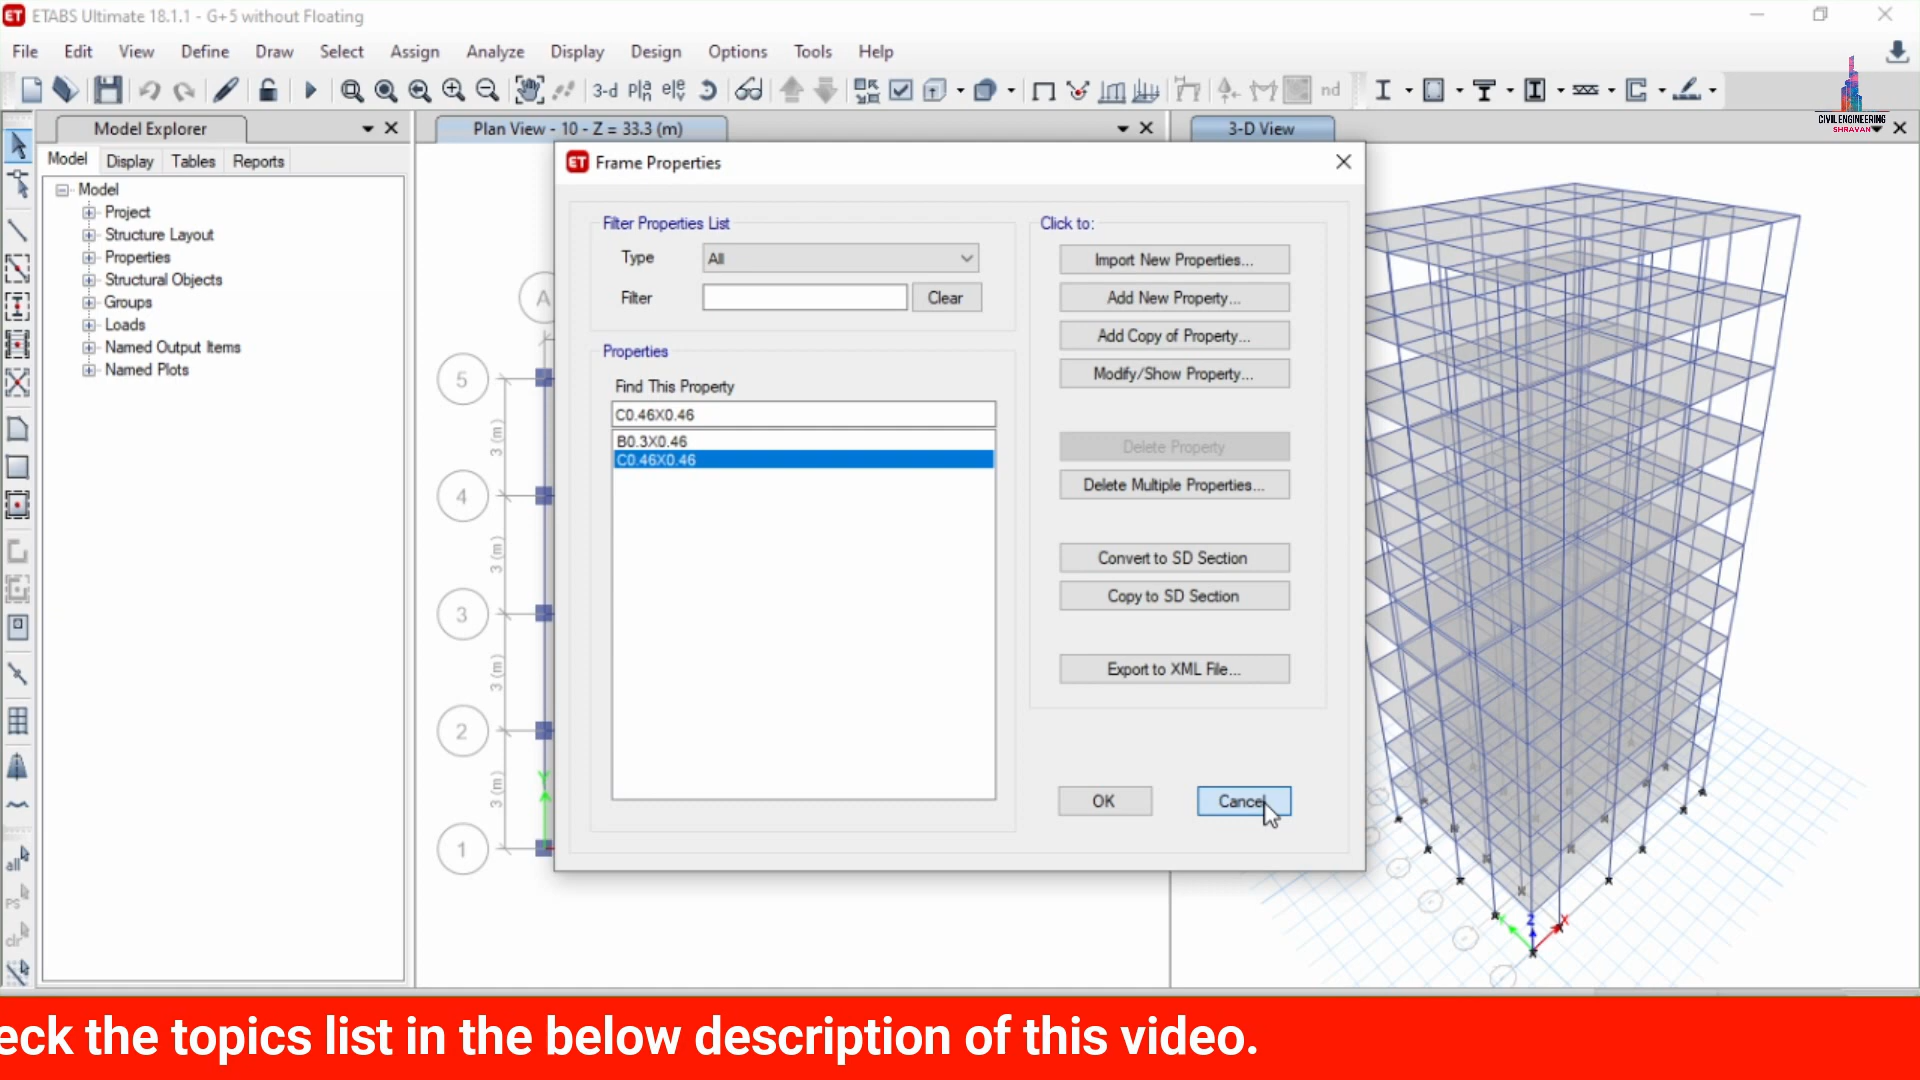 ETABS Ultimate 18.1.1 - G+5 without Floating
File Edit View Define Draw Select Assign Analyze Display Design Options Tools Help
3-d
nd
CIVIL ENGINEERING
SHRAVAN
Model Explorer
Plan View - 10 - Z = 33.3 (m)
3-D View
Model Display Tables Reports
Model
Project
Structure Layout
Properties
Structural Objects
Groups
Loads
Named Output Items
Named Plots
all
PS
clr
A
5
3 (m)
4
3 (m)
3
3 (m)
2
3 (m)
1
Y
ET Frame Properties
Filter Properties List
Type All
Filter Clear
Properties
Find This Property
C0.46X0.46
B0.3X0.46
C0.46X0.46
Click to:
Import New Properties...
Add New Property...
Add Copy of Property...
Modify/Show Property...
Delete Property
Delete Multiple Properties...
Convert to SD Section
Copy to SD Section
Export to XML File...
OK Cancel
Z
X
eck the topics list in the below description of this video.